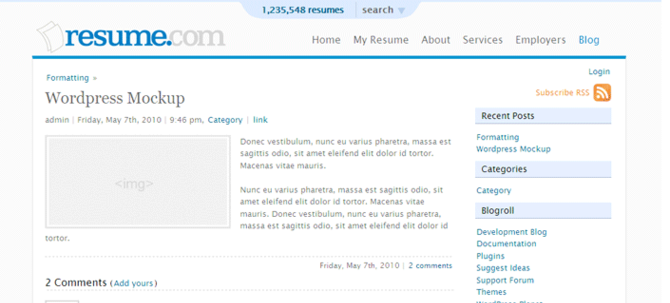 1,235,548 resumes search
resume.com
Home My Resume About Services Employers Blog
Login
Formatting »
Subscribe RSS
Wordpress Mockup
admin | Friday, May 7th, 2010 | 9:46 pm, Category | link
<img>
Donec vestibulum, nunc eu varius pharetra, massa est
sagittis odio, sit amet eleifend elit dolor id tortor.
Macenas vitae mauris.
Nunc eu varius pharetra, massa est sagittis odio, sit
amet eleifend elit dolor id tortor. Macenas vitae
mauris. Donec vestibulum, nunc eu varius pharetra,
massa est sagittis odio, sit amet eleifend elit dolor id
tortor.
Friday, May 7th, 2010 | 2 comments
2 Comments (Add yours)
Recent Posts
Formatting
Wordpress Mockup
Categories
Category
Blogroll
Development Blog
Documentation
Plugins
Suggest Ideas
Support Forum
Themes